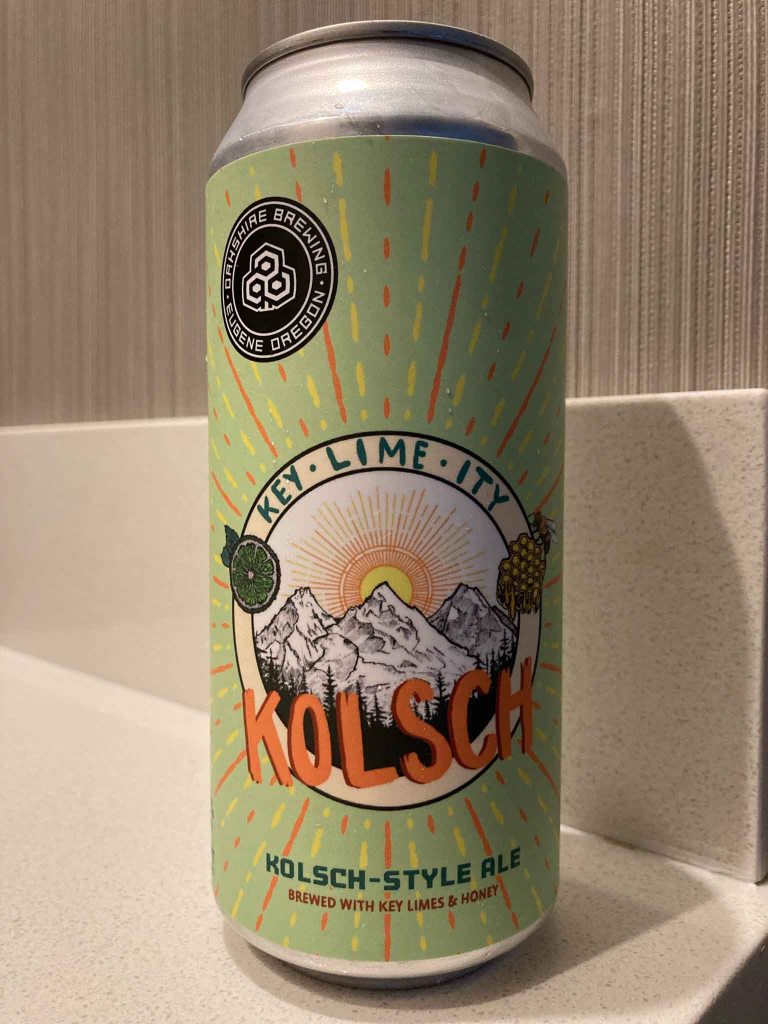 OAKSHIRE BREWING
· EUGENE OREGON ·
KEY · LIME · ITY
KOLSCH
KOLSCH-STYLE ALE
BREWED WITH KEY LIMES & HONEY